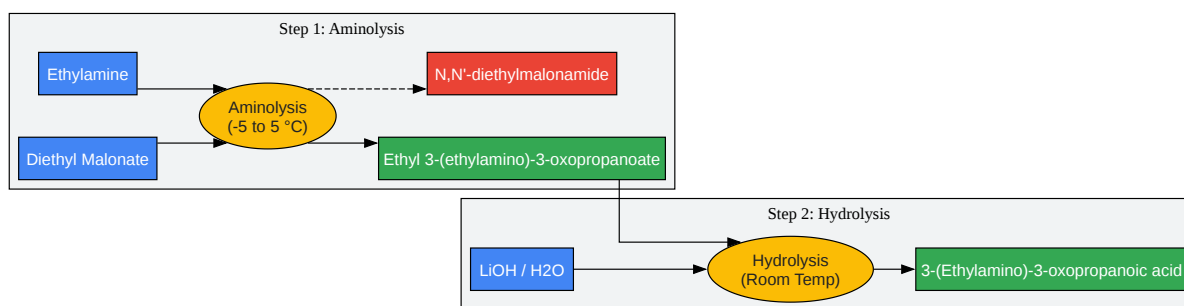 Step 1: Aminolysis
Ethylamine
N,N'-diethylmalonamide
Aminolysis
(-5 to 5 °C)
Diethyl Malonate
Ethyl 3-(ethylamino)-3-oxopropanoate
Step 2: Hydrolysis
LiOH / H2O
Hydrolysis
(Room Temp)
3-(Ethylamino)-3-oxopropanoic acid